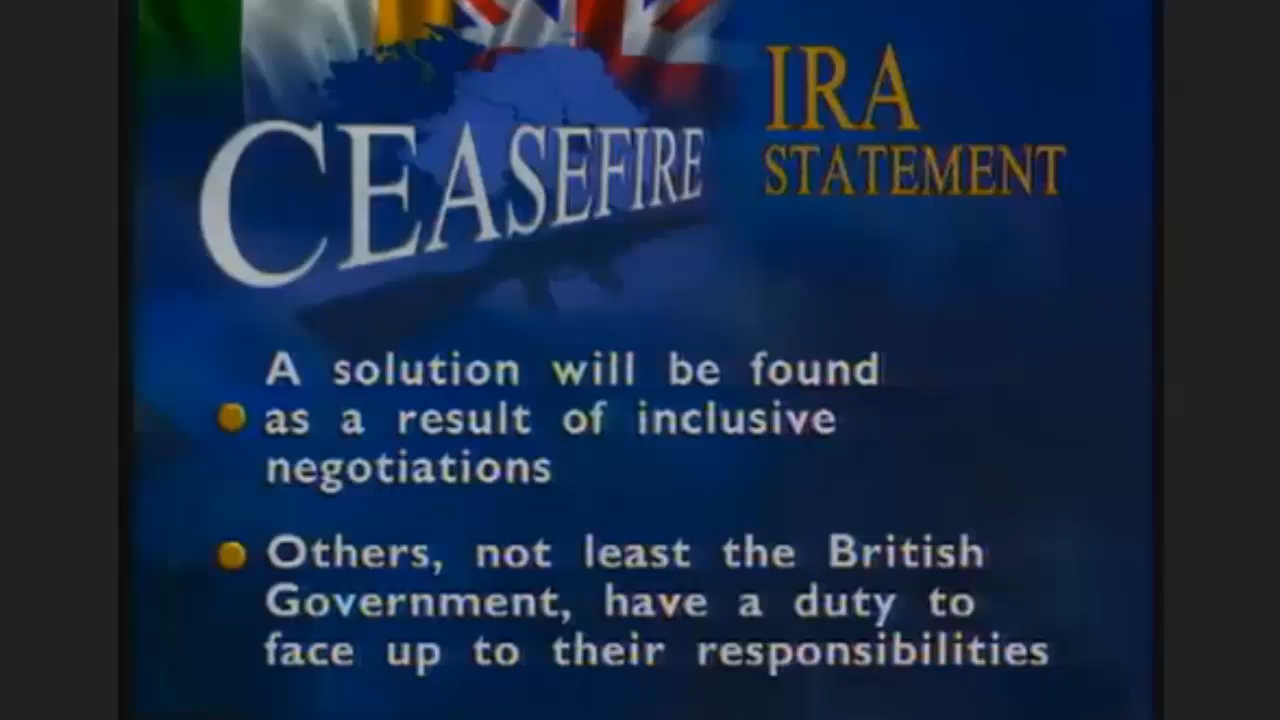 CEASEFIRE
IRA
STATEMENT
A solution will be found
as a result of inclusive
negotiations
Others, not least the British
Government, have a duty to
face up to their responsibilities